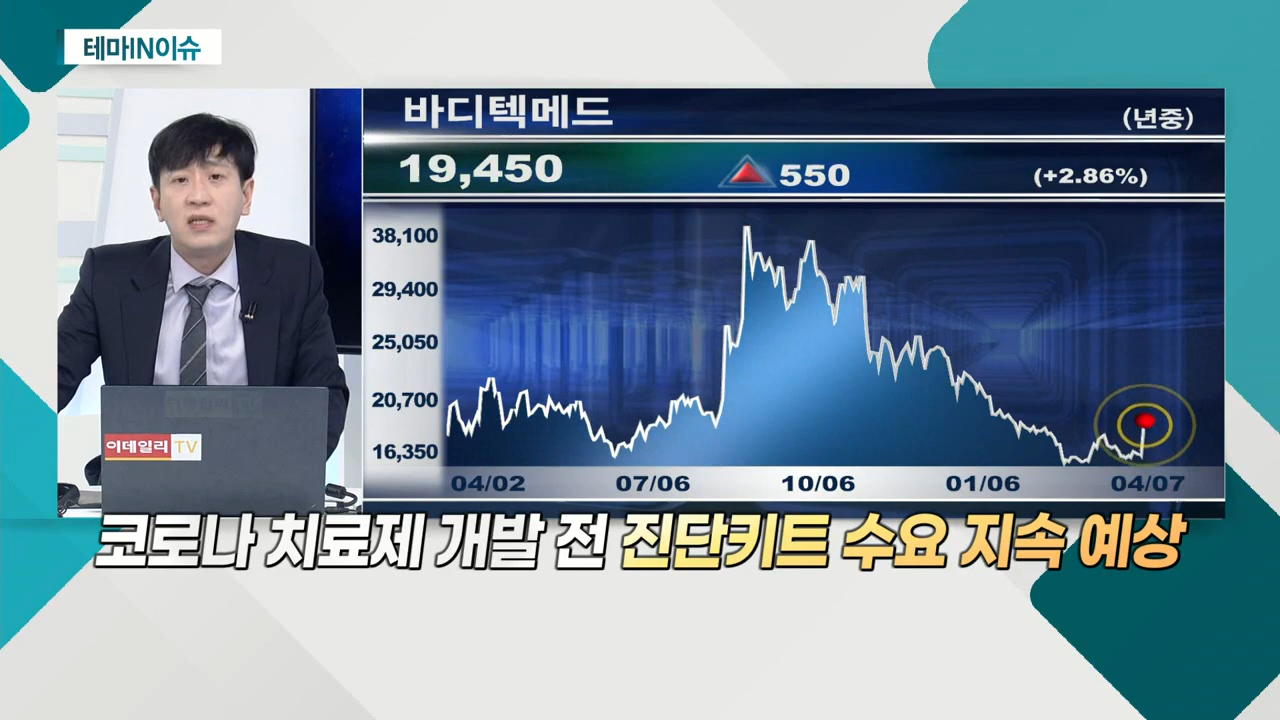 테마IN이슈
바디텍메드
(년중)
19,450
550
(+2.86%)
38,100
29,400
25,050
20,700
16,350
04/02 07/06 10/06 01/06 04/07
이데일리 TV
코로나 치료제 개발 전 진단키트 수요 지속 예상